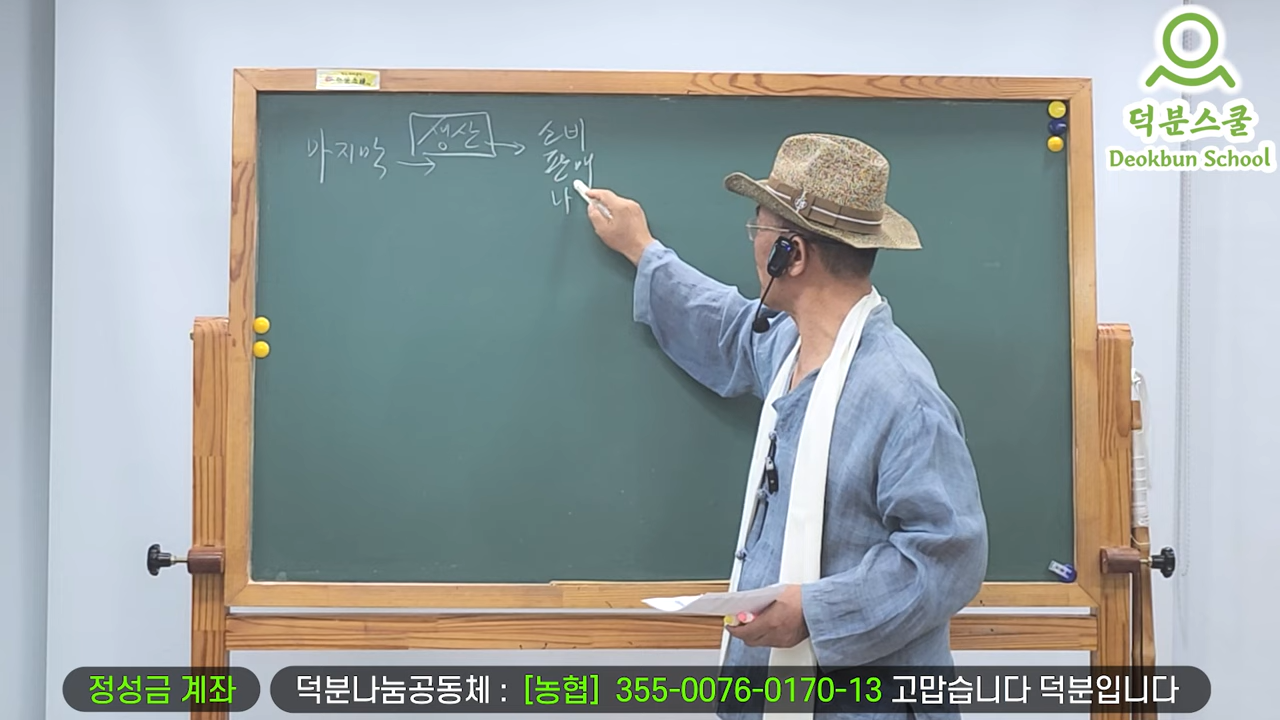 마지막 → 생산 → 소비
판매
나
덕분스쿨
Deokbun School
정성금 계좌
덕분나눔공동체 : [농협] 355-0076-0170-13 고맙습니다 덕분입니다